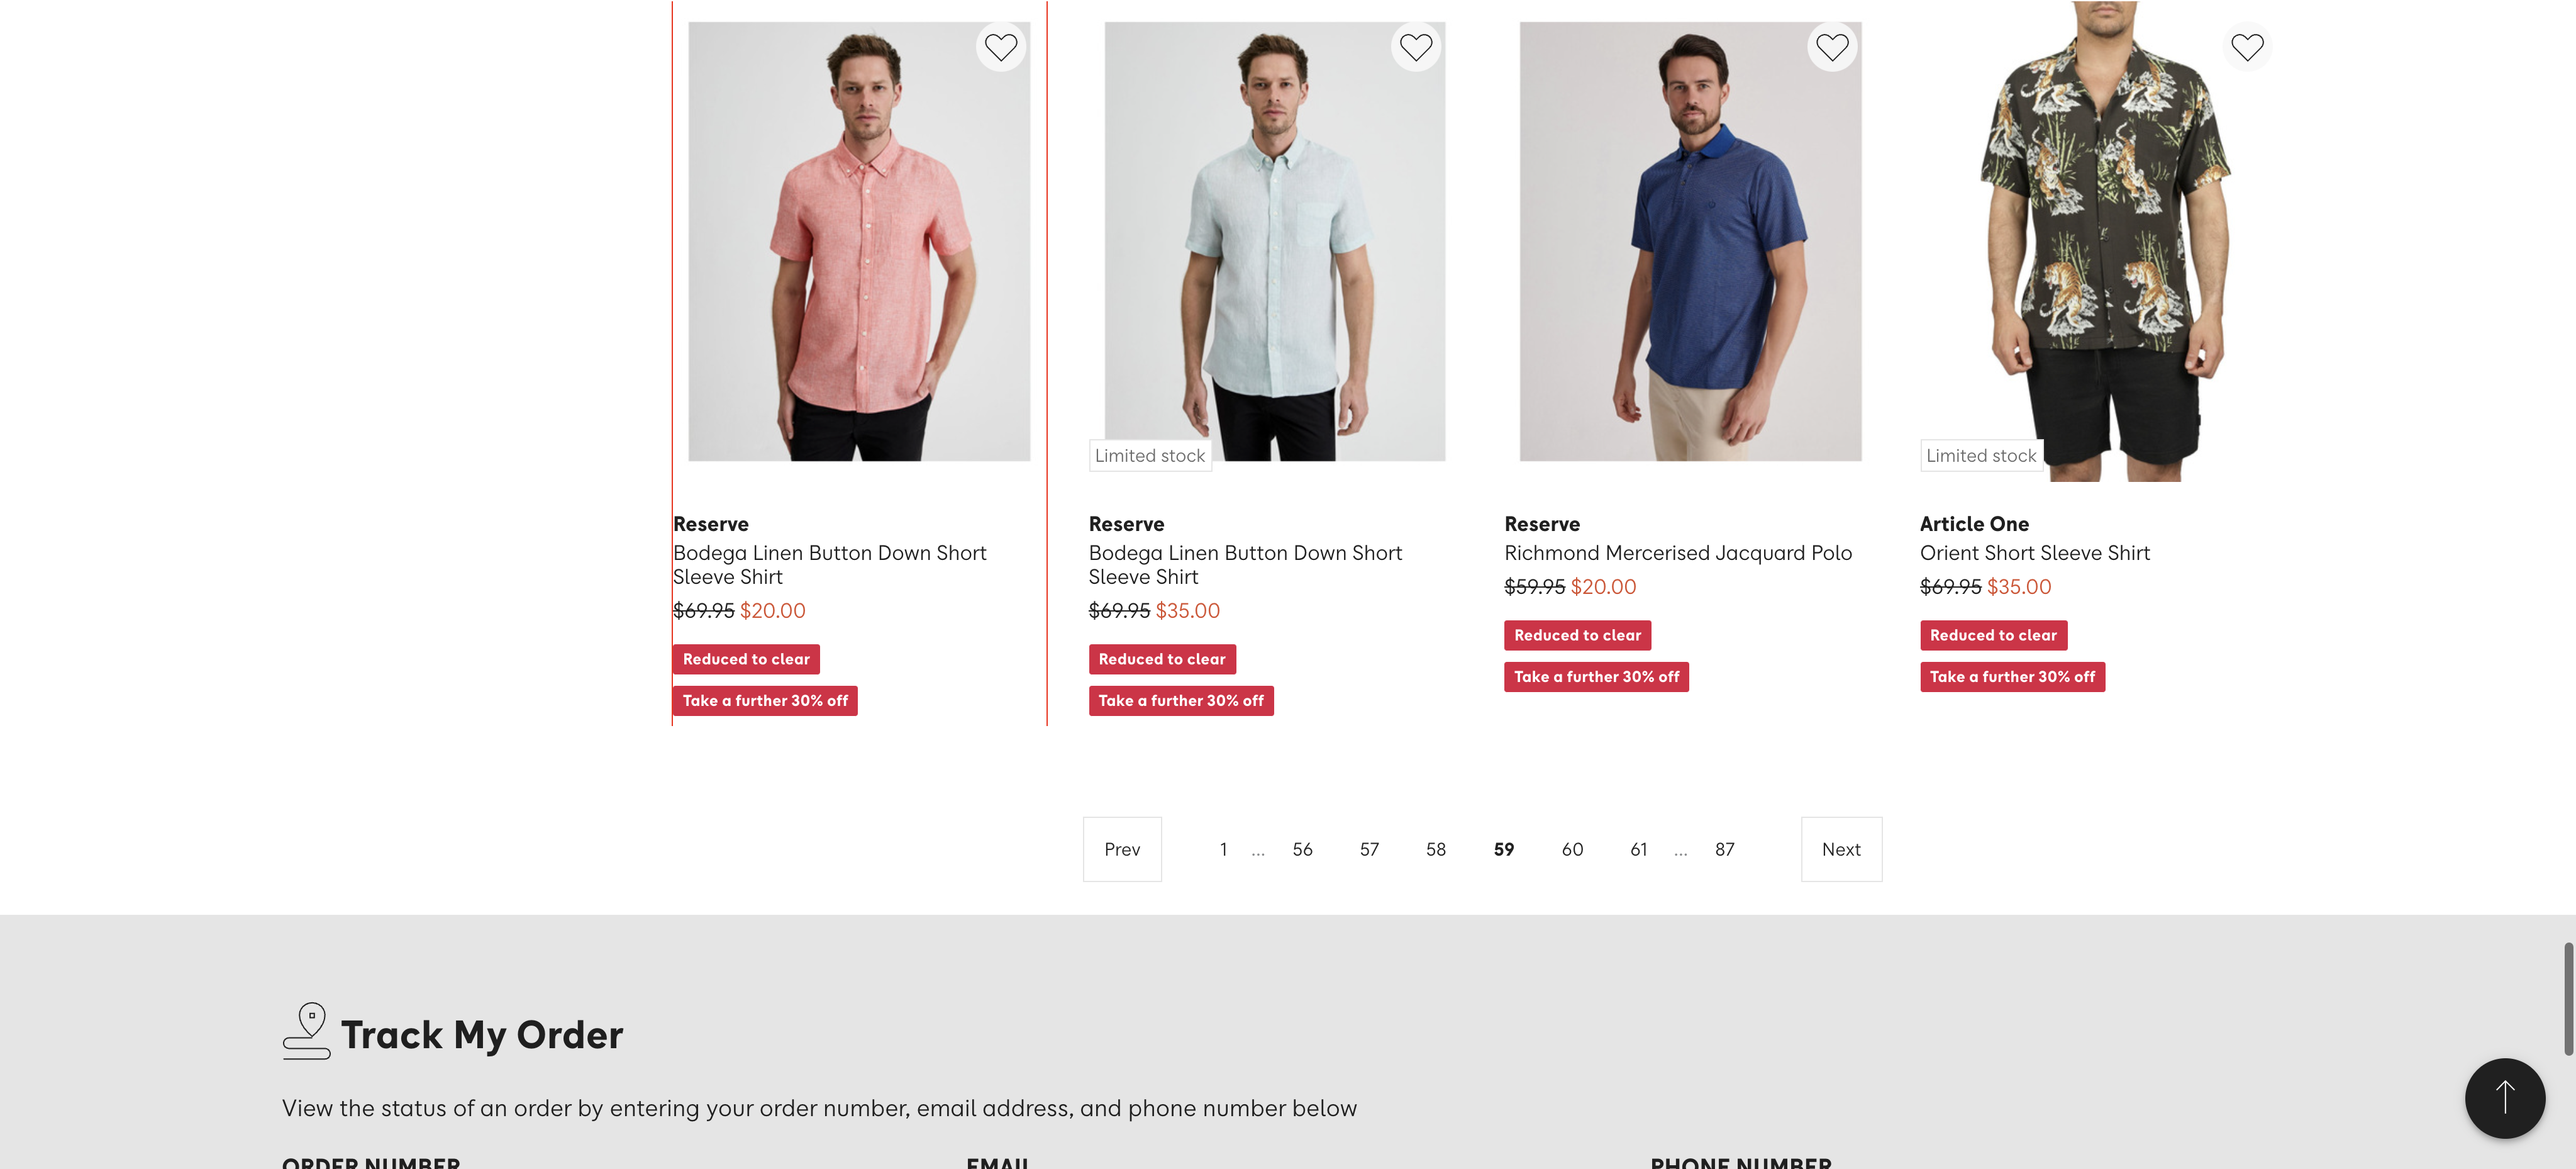 Limited stock
Limited stock
Reserve
Bodega Linen Button Down Short
Sleeve Shirt
$69.95 $20.00
Reduced to clear
Take a further 30% off
Reserve
Bodega Linen Button Down Short
Sleeve Shirt
$69.95 $35.00
Reduced to clear
Take a further 30% off
Reserve
Richmond Mercerised Jacquard Polo
$59.95 $20.00
Reduced to clear
Take a further 30% off
Article One
Orient Short Sleeve Shirt
$69.95 $35.00
Reduced to clear
Take a further 30% off
Prev 1 ... 56 57 58 59 60 61 ... 87 Next
Track My Order
View the status of an order by entering your order number, email address, and phone number below
ORDER NUMBER
EMAIL
PHONE NUMBER